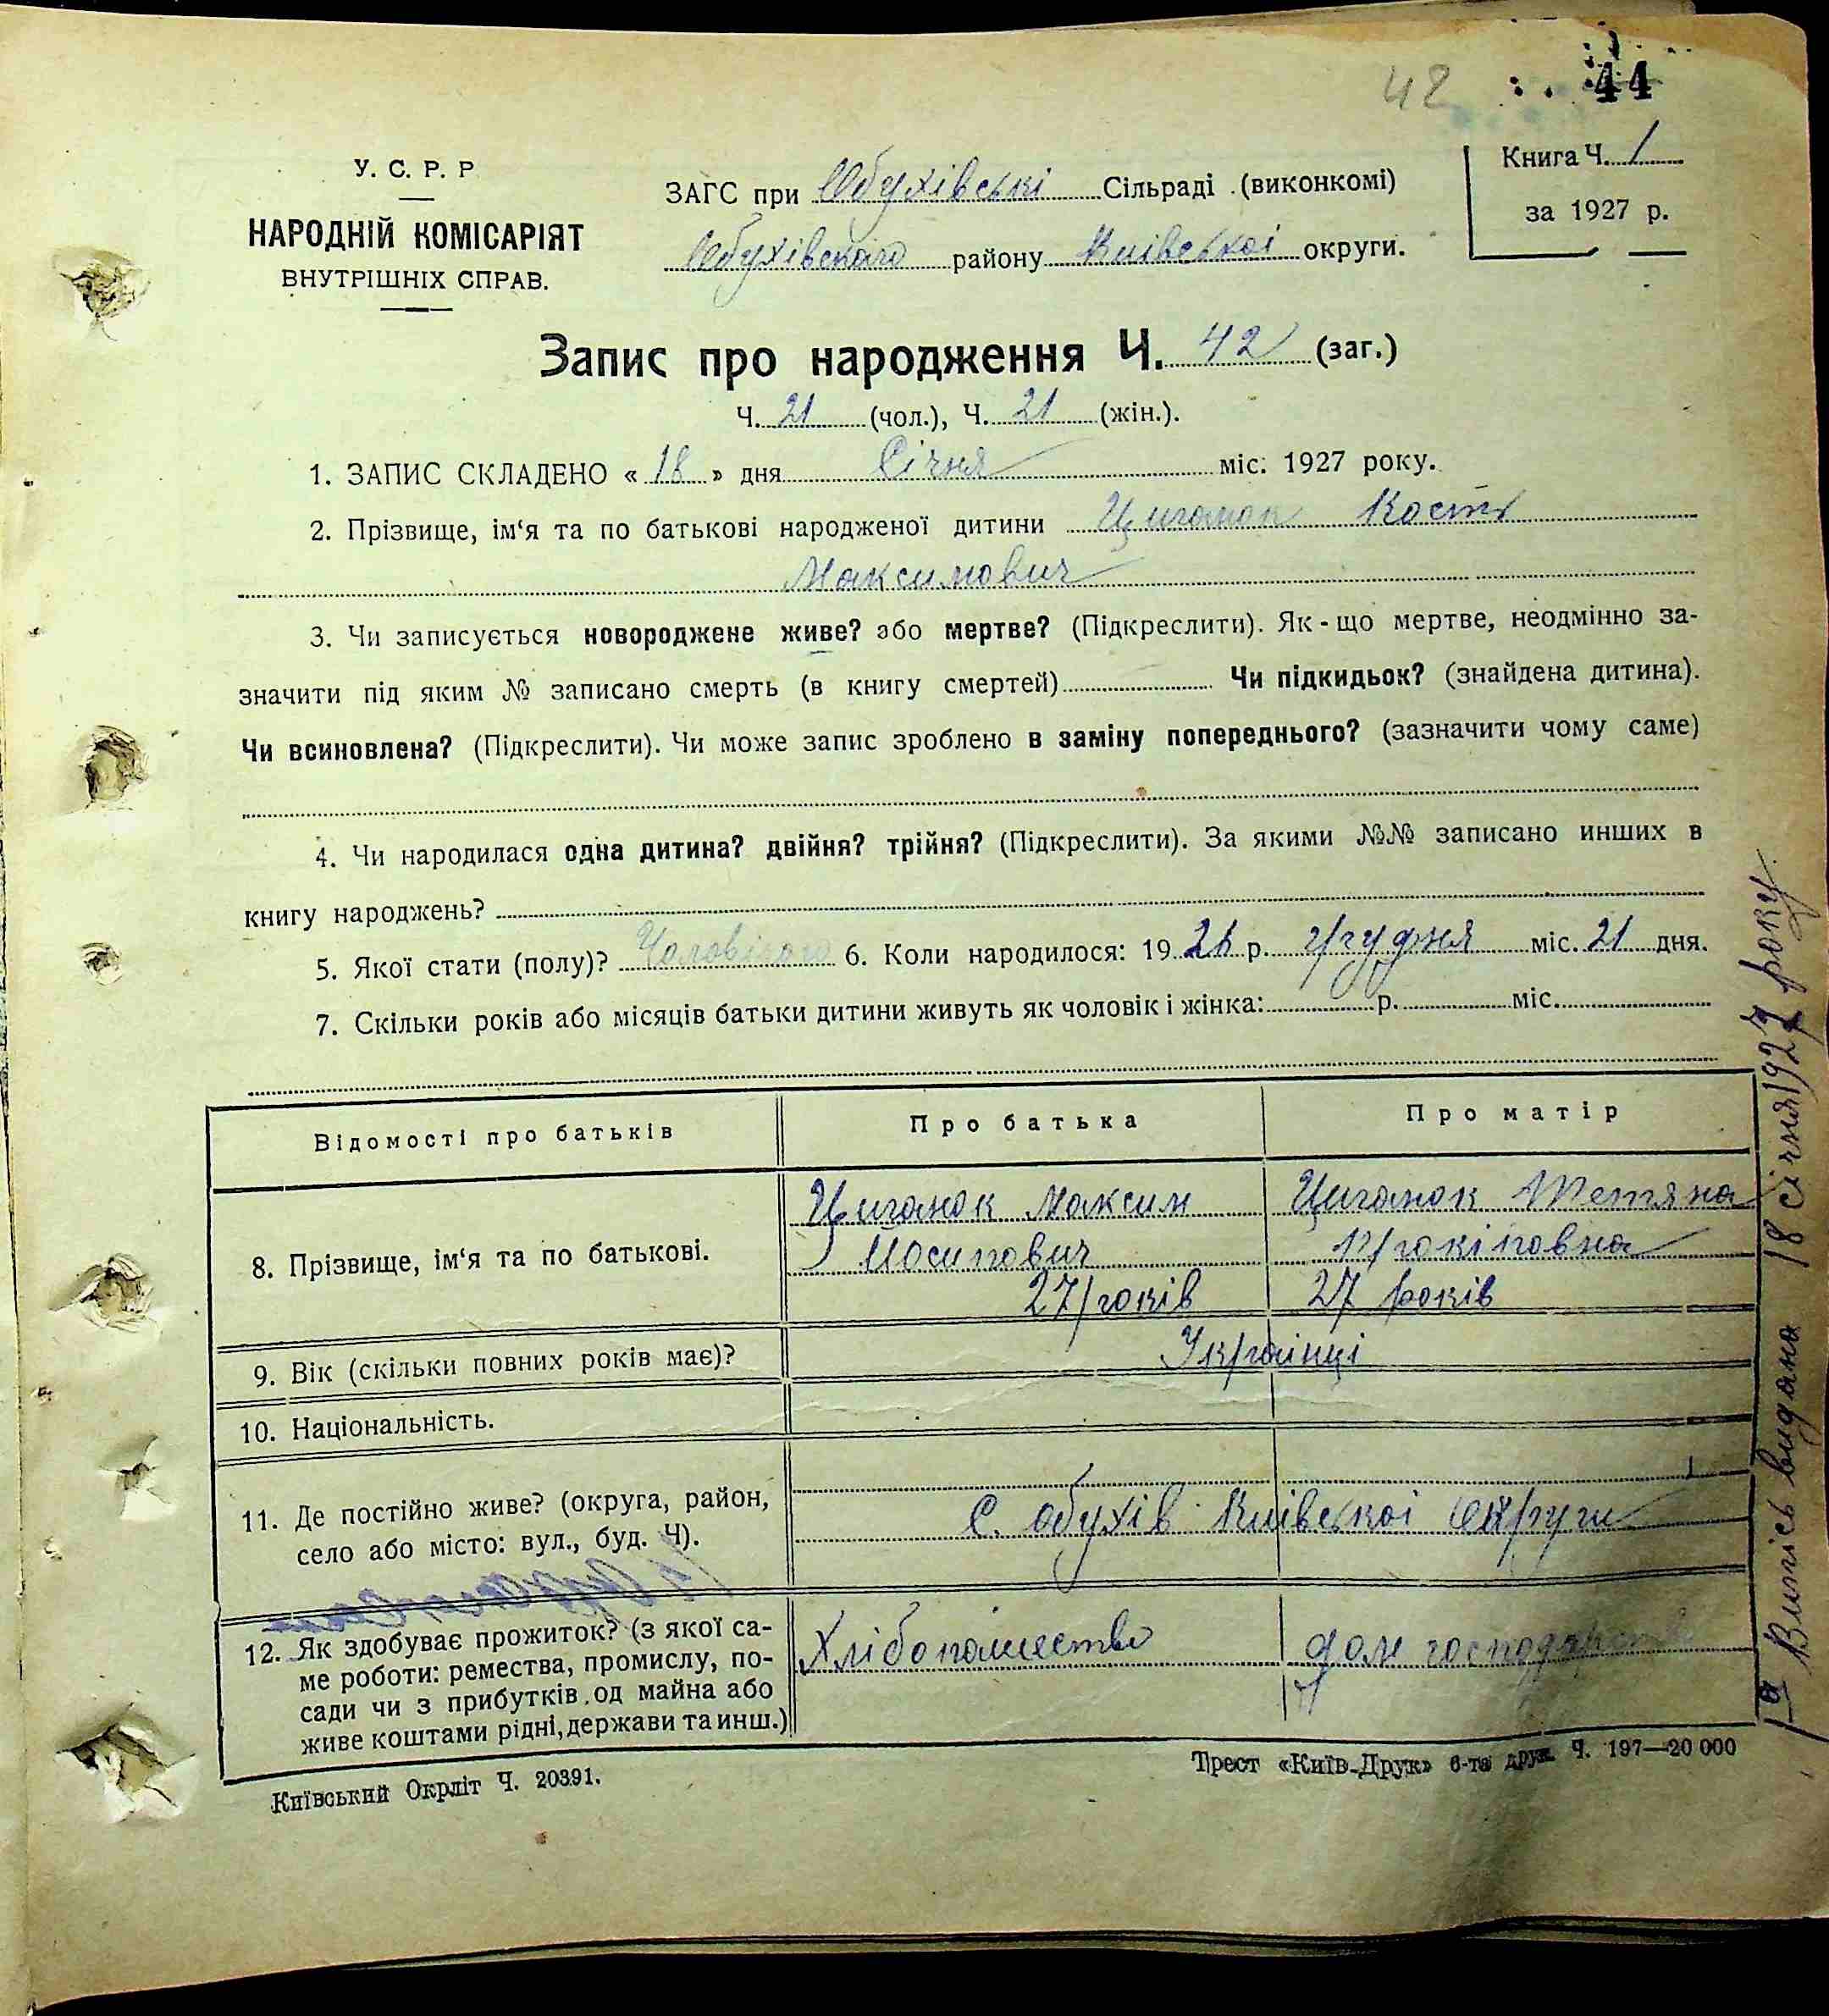 42 44
У. С. Р. Р
НАРОДНІЙ КОМІСАРІЯТ
ВНУТРІШНІХ СПРАВ.
ЗАГС при Обухівські Сільраді (виконкомі)
Обухівского району Київської округи.
Книга Ч. 1
за 1927 р.
Запис про народження Ч. 42 (заг.)
Ч. 21 (чол.), Ч. 21 (жін.).
1. ЗАПИС СКЛАДЕНО « 18 » дня Січня міс. 1927 року.
2. Прізвище, ім‘я та по батькові народженої дитини Циганок Кость
Максимович
3. Чи записується новороджене живе? або мертве? (Підкреслити). Як-що мертве, неодмінно за-
значити під яким № записано смерть (в книгу смертей) Чи підкидьок? (знайдена дитина).
Чи всиновлена? (Підкреслити). Чи може запис зроблено в заміну попереднього? (зазначити чому саме)
4. Чи народилася одна дитина? двійня? трійня? (Підкреслити). За якими №№ записано инших в
книгу народжень?
5. Якої стати (полу)? Чоловічого 6. Коли народилося: 1926 р. грудня міс. 21 дня.
7. Скільки років або місяців батьки дитини живуть як чоловік і жінка: р. міс.
Відомості про батьків Про батька Про матір
8. Прізвище, ім‘я та по батькові.
Циганок Максим
Йосипович
27 років
Циганок Тетяна
Прокіповна
27 років
9. Вік (скільки повних років має)?
Українці
10. Національність.
11. Де постійно живе? (округа, район,
село або місто: вул., буд. Ч).
С. Обухів Київської округи
12. Як здобуває прожиток? (з якої са-
ме роботи: ремества, промислу, по-
сади чи з прибутків од майна або
живе коштами рідні, держави та инш.)
Хлібопашество
дом господарство
Київський Окрліт Ч. 20391.
Трест «Київ-Друк» 6-та друк. Ч. 197—20 000
Випісь видана 18 січня 1927 року